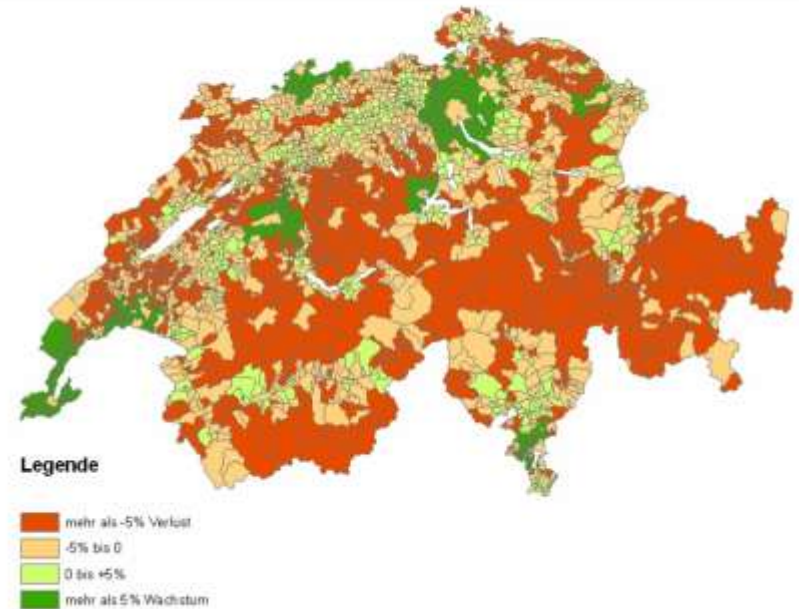 Legende
mehr als -5% Verlust
-5% bis 0
0 bis +5%
mehr als 5% Wachstum